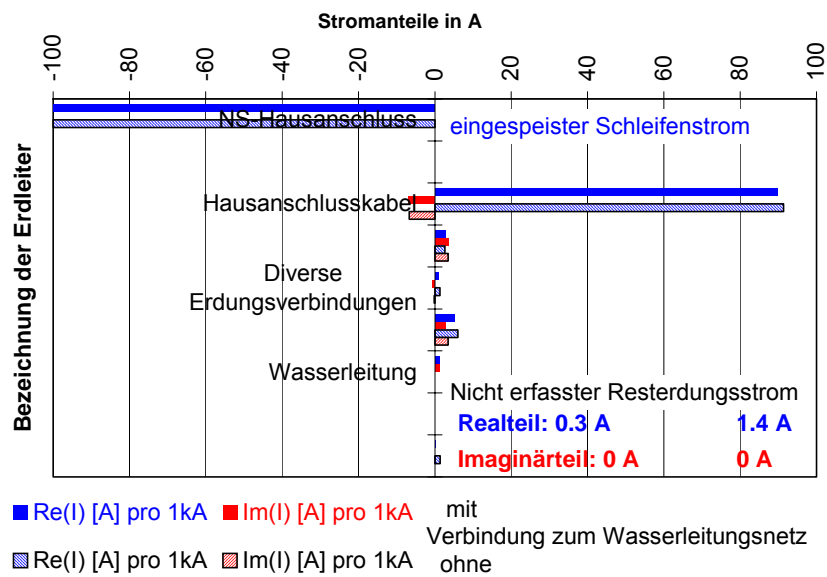 Stromanteile in A
-100
-80
-60
-40
-20
0
20
40
60
80
100
Bezeichnung der Erdleiter
NS-Hausanschluss
eingespeister Schleifenstrom
Hausanschlusskabel
Diverse
Erdungsverbindungen
Wasserleitung
Nicht erfasster Resterdungsstrom
Realteil: 0.3 A 1.4 A
Imaginärteil: 0 A 0 A
Re(I) [A] pro 1kA Im(I) [A] pro 1kA mit
Verbindung zum Wasserleitungsnetz
Re(I) [A] pro 1kA Im(I) [A] pro 1kA ohne